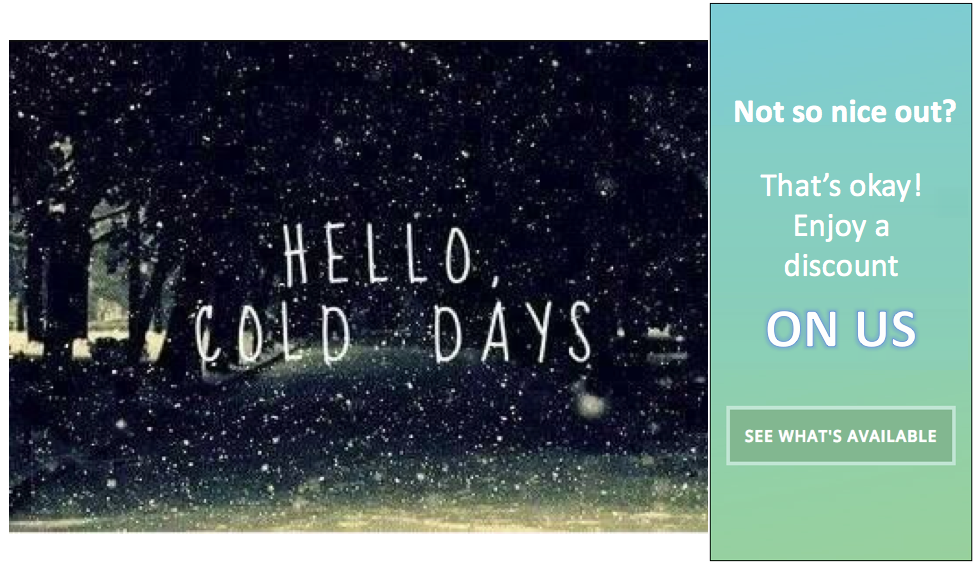 HELLO,
COLD DAYS
Not so nice out?
That's okay!
Enjoy a
discount
ON US
SEE WHAT'S AVAILABLE